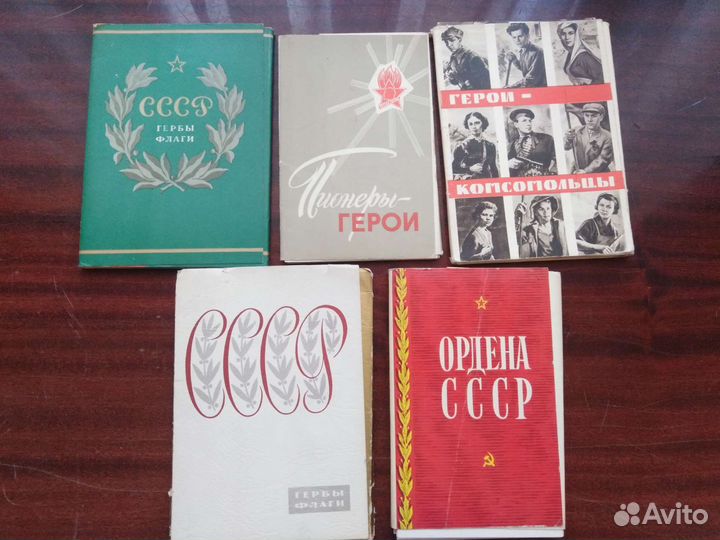 СССР
ГЕРБЫ
ФЛАГИ
Пионеры-
ГЕРОИ
ГЕРОИ-
КОМСОМОЛЬЦЫ
СССР
ГЕРБЫ
ФЛАГИ
ОРДЕНА
СССР
Avito